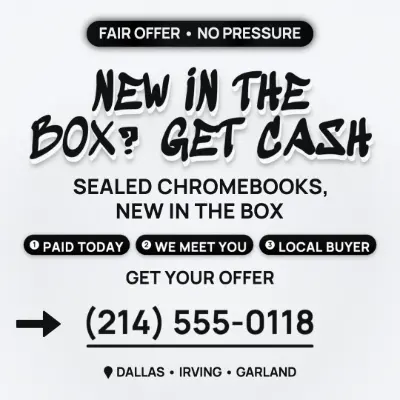 FAIR OFFER • NO PRESSURE
NEW IN THE
BOX? GET CASH
SEALED CHROMEBOOKS,
NEW IN THE BOX
1 PAID TODAY 2 WE MEET YOU 3 LOCAL BUYER
GET YOUR OFFER
(214) 555-0118
DALLAS • IRVING • GARLAND